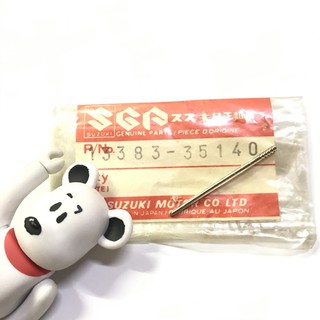 SGP スズキ純正部品
SUZUKI GENUINE PARTS/PIECE D'ORIGINE
P/No.
13383-35140
SUZUKI MOTOR CO LTD
IN JAPAN/FABRIQUE AU JAPON